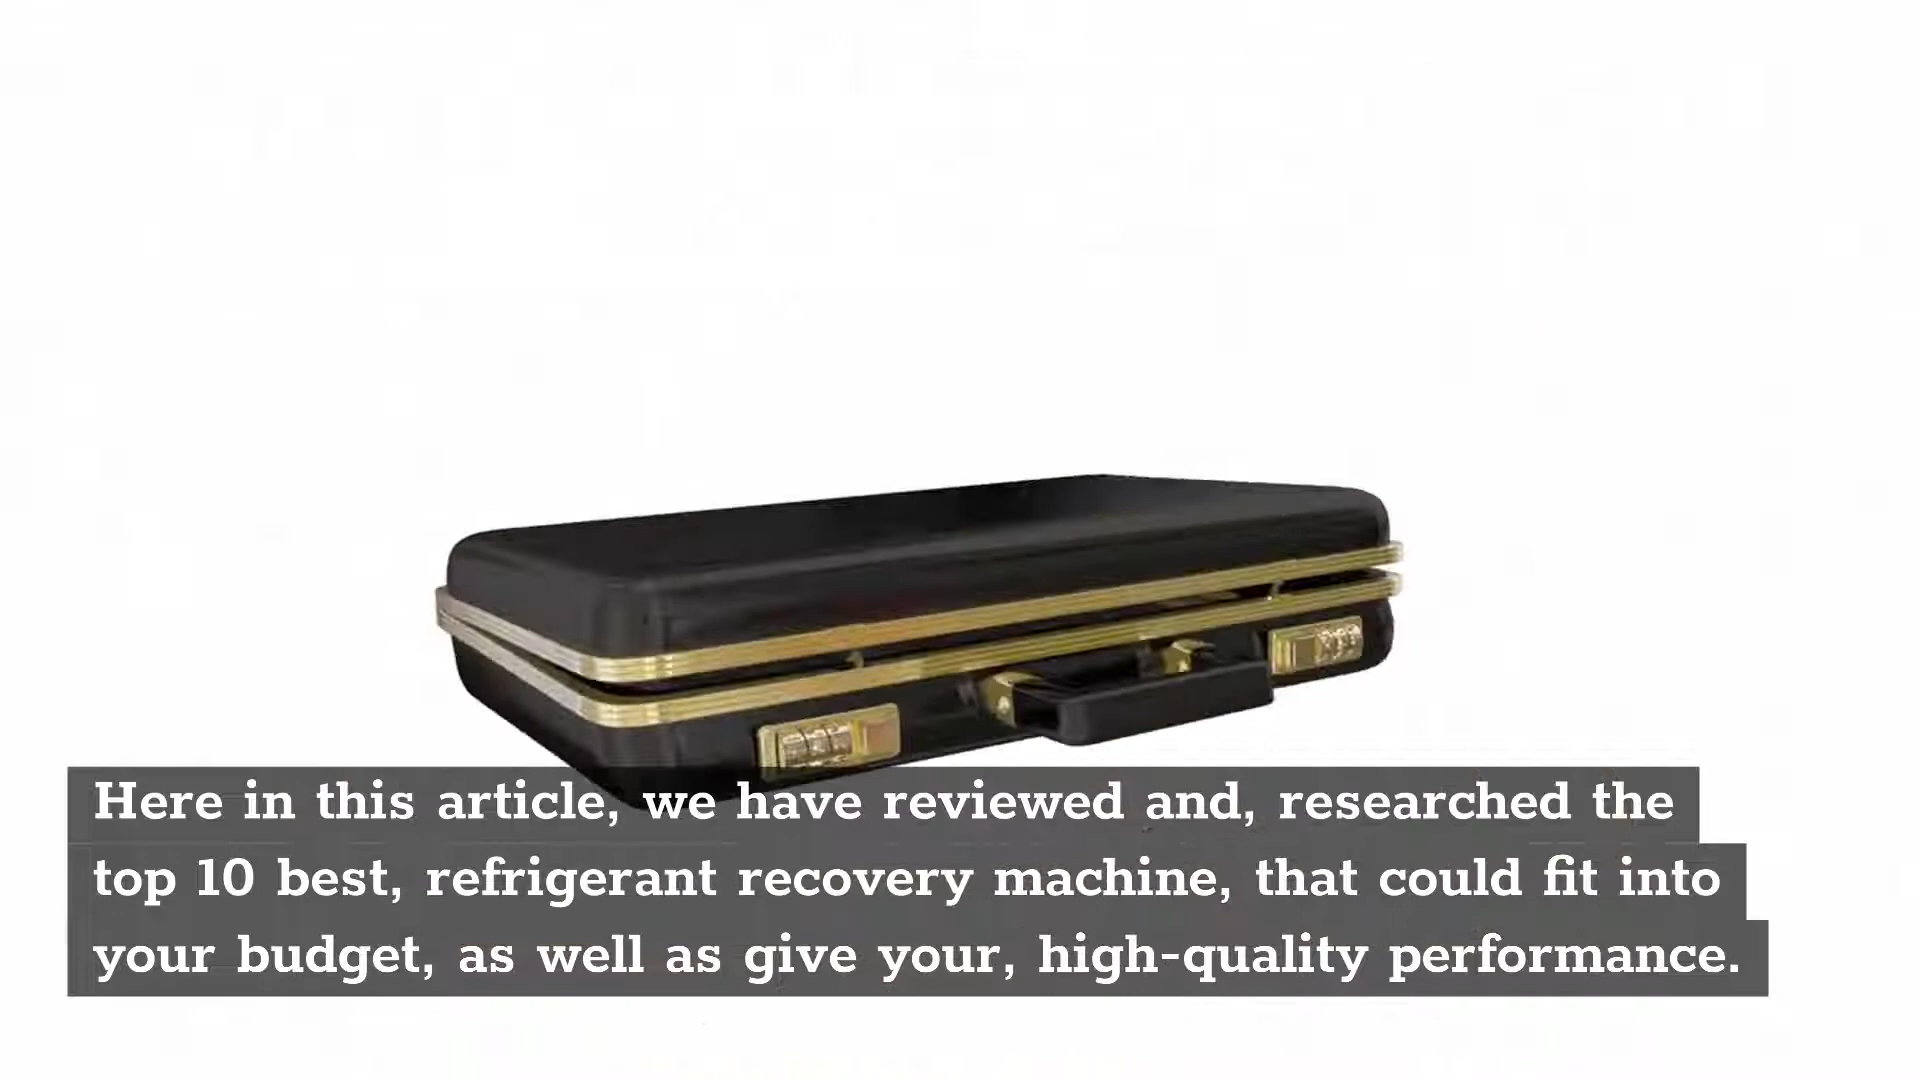 Here in this article, we have reviewed and, researched the
top 10 best, refrigerant recovery machine, that could fit into
your budget, as well as give your, high-quality performance.